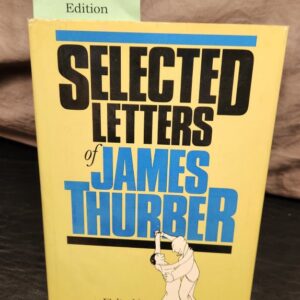 Edition
SELECTED
LETTERS
of JAMES
THURBER